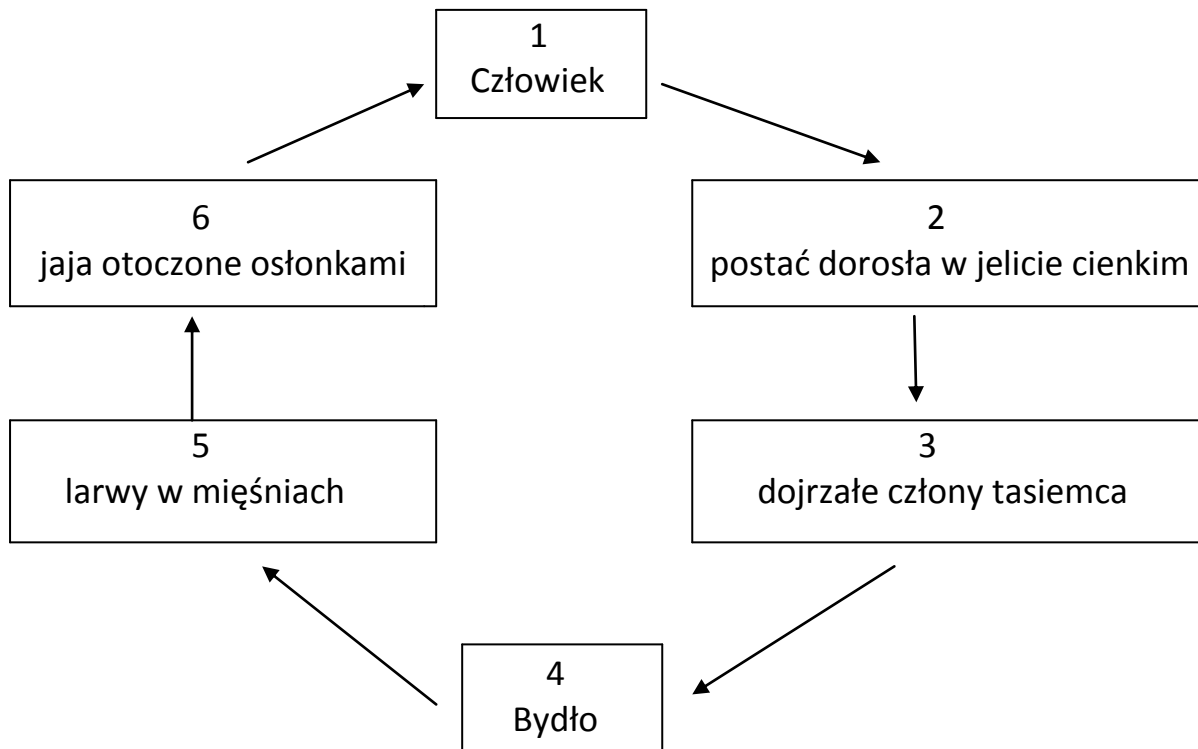 1
Człowiek
2
postać dorosła w jelicie cienkim
3
dojrzałe człony tasiemca
4
Bydło
5
larwy w mięśniach
6
jaja otoczone osłonkami